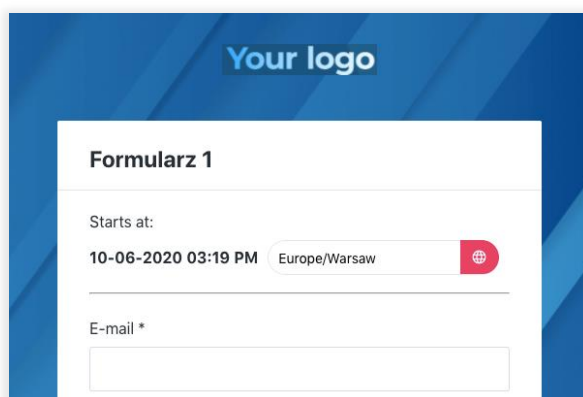 Your logo
Formularz 1
Starts at:
10-06-2020 03:19 PM Europe/Warsaw
E-mail *